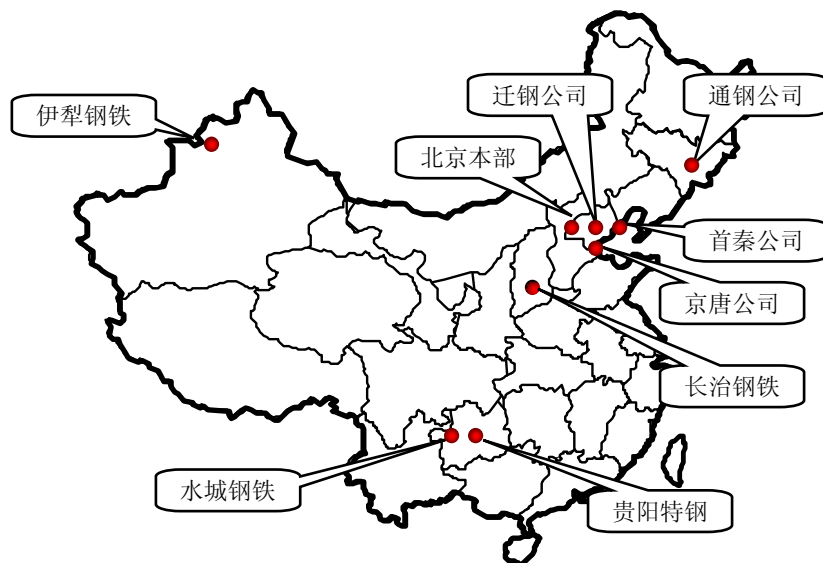 迁钢公司
通钢公司
伊犁钢铁
北京本部
首秦公司
京唐公司
长治钢铁
水城钢铁
贵阳特钢